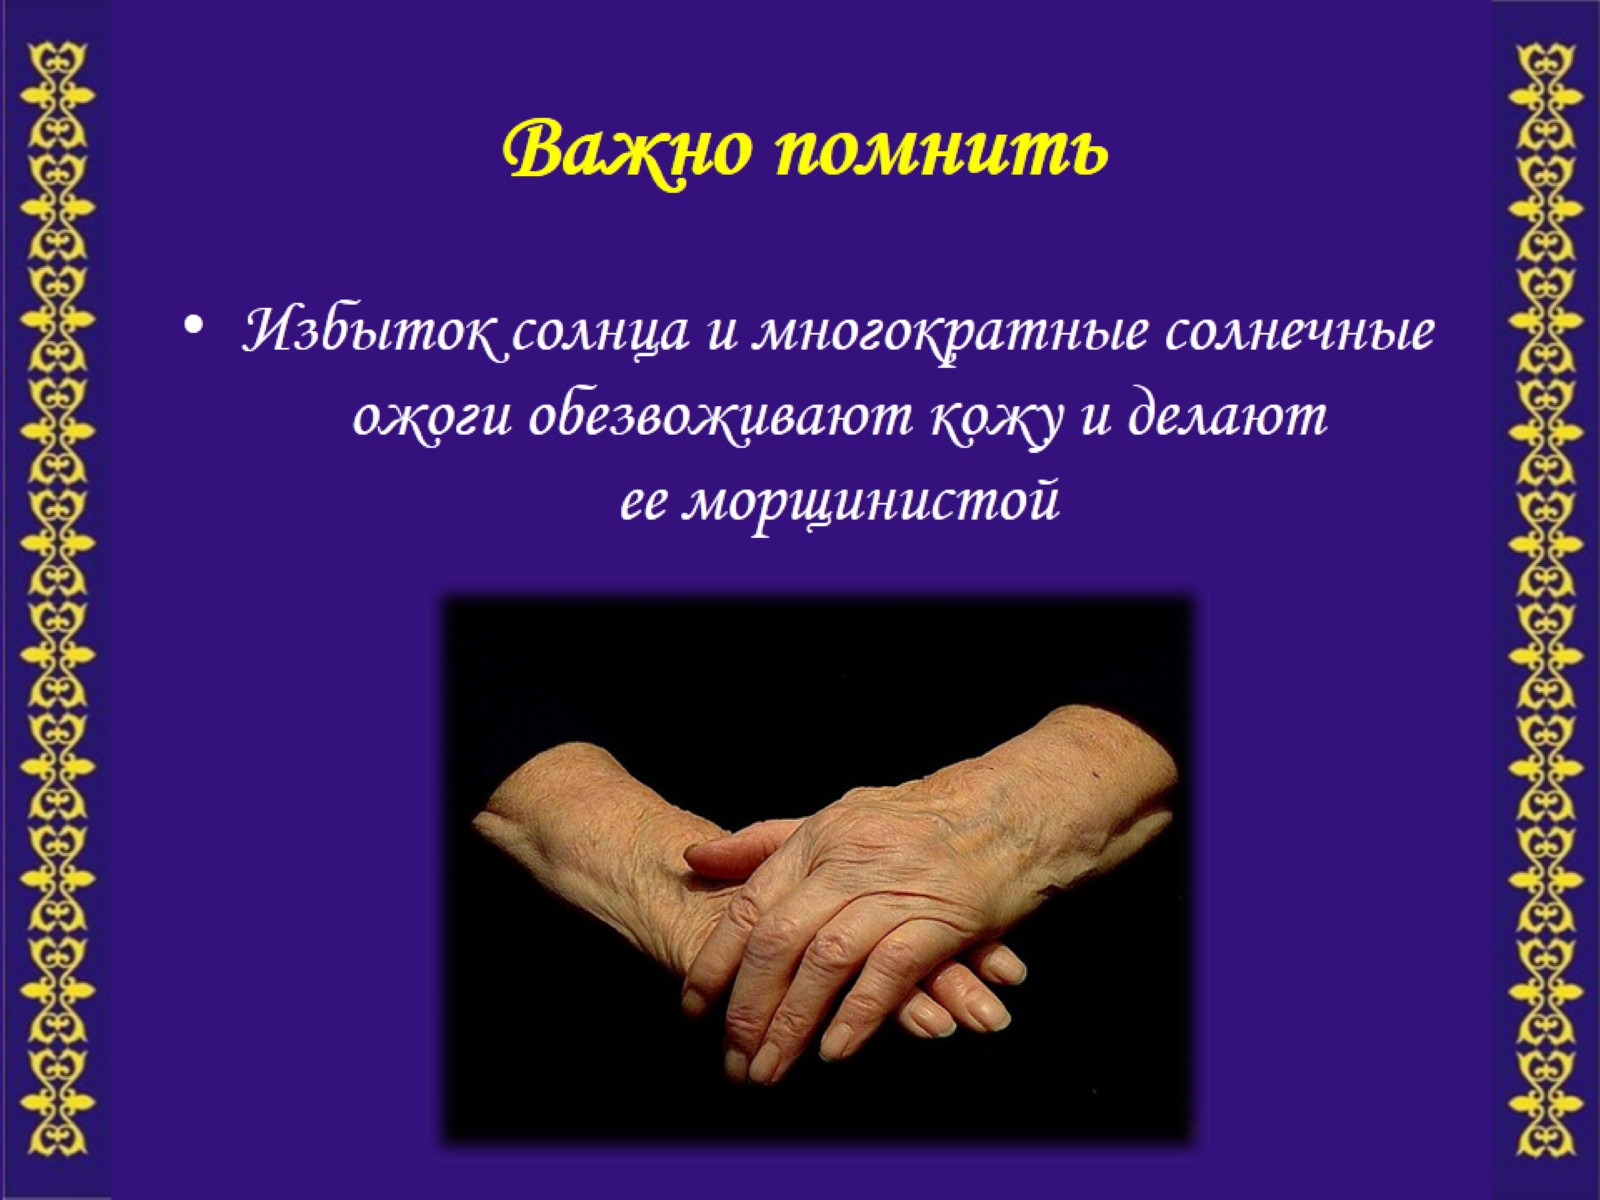 Важно помнить
• Избыток солнца и многократные солнечные
ожоги обезвоживают кожу и делают
ее морщинистой